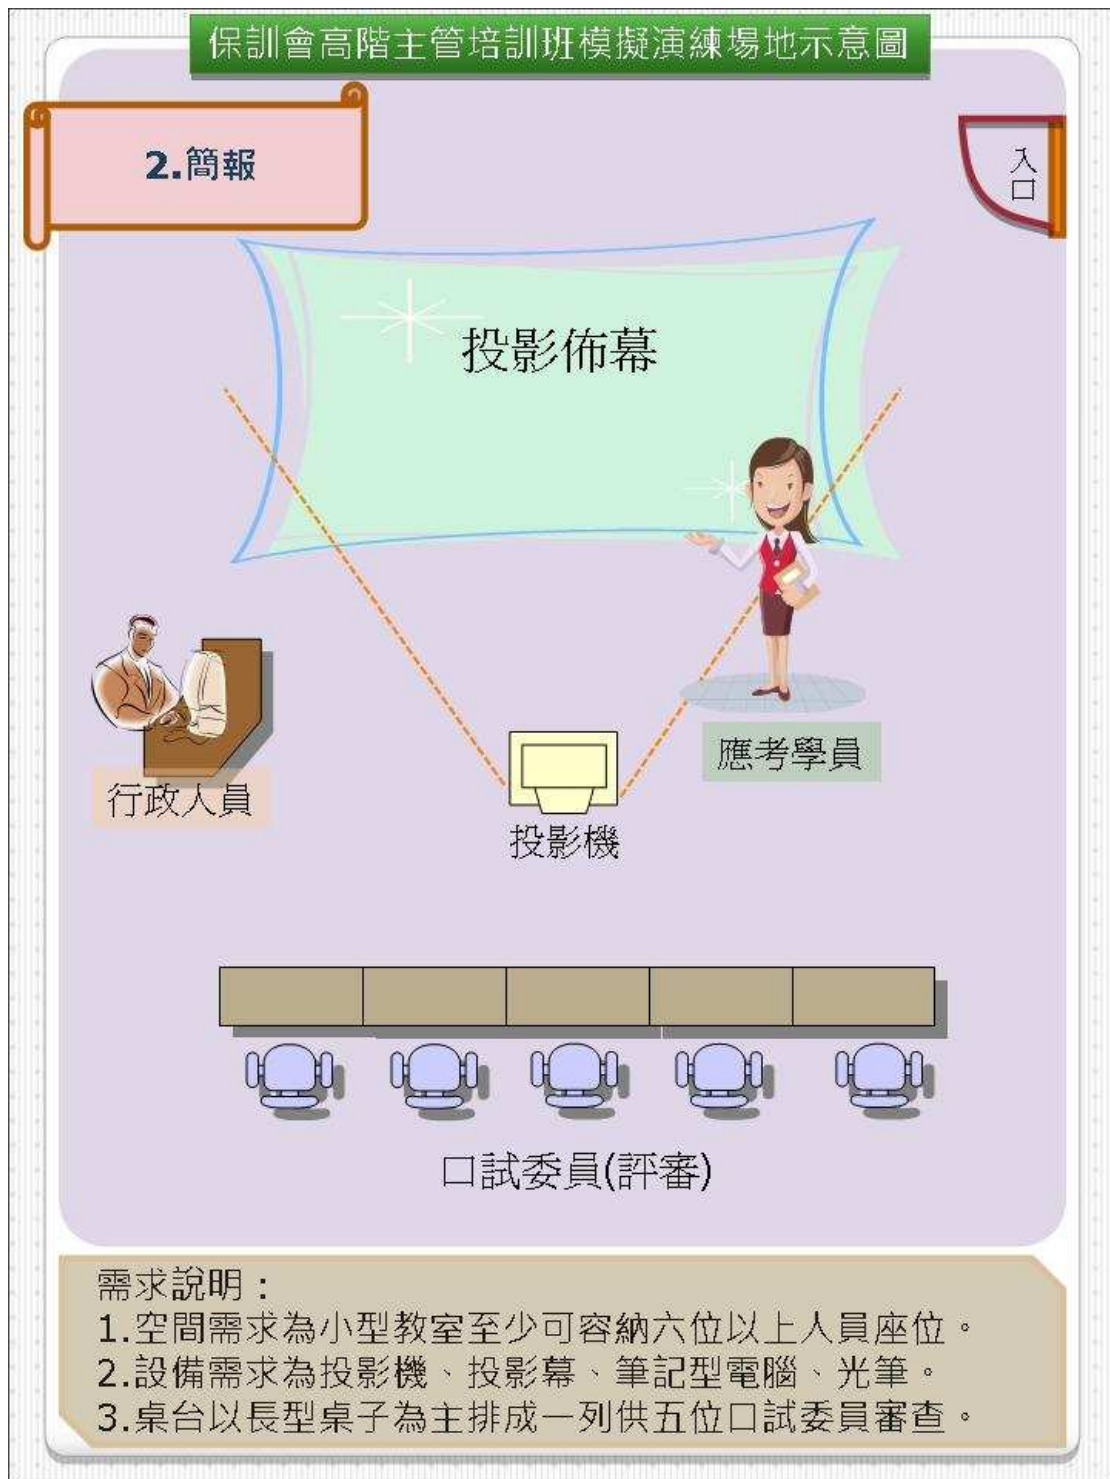 保訓會高階主管培訓班模擬演練場地示意圖
2.簡報
入口
投影佈幕
應考學員
行政人員
投影機
口試委員(評審)
需求說明：
1.空間需求為小型教室至少可容納六位以上人員座位。
2.設備需求為投影機、投影幕、筆記型電腦、光筆。
3.桌台以長型桌子為主排成一列供五位口試委員審查。